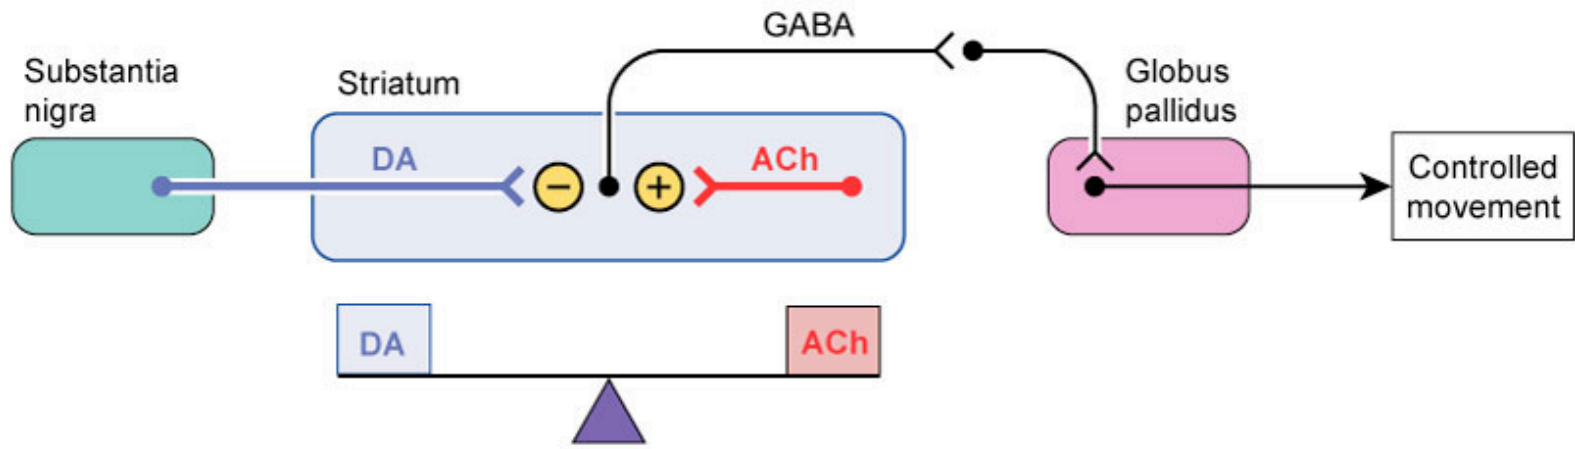 GABA
Substantia
nigra
Striatum
Globus
pallidus
DA
ACh
Controlled
movement
DA
ACh